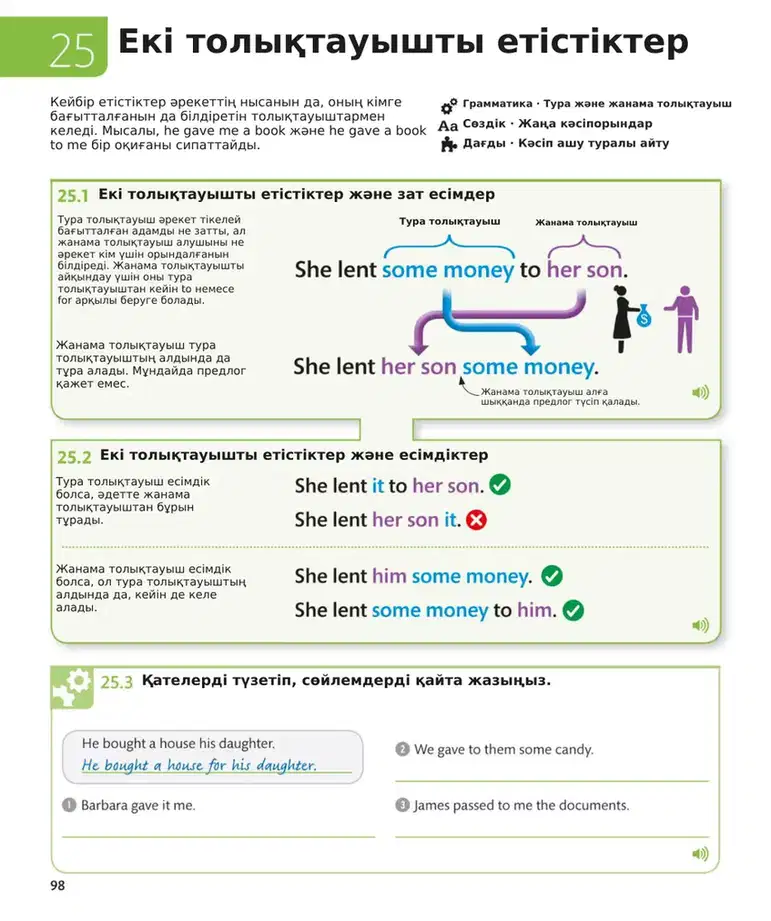 25
Екі толықтауышты етістіктер
Кейбір етістіктер әрекеттің нысанын да, оның кімге
бағытталғанын да білдіретін толықтауыштармен
келеді. Мысалы, he gave me a book және he gave a book
to me бір оқиғаны сипаттайды.
Грамматика · Тура және жанама толықтауыш
Aa Сөздік · Жаңа кәсіпорындар
Дағды · Кәсіп ашу туралы айту
25.1 Екі толықтауышты етістіктер және зат есімдер
Тура толықтауыш әрекет тікелей
бағытталған адамды не затты, ал
жанама толықтауыш алушыны не
әрекет кім үшін орындалғанын
білдіреді. Жанама толықтауышты
айқындау үшін оны тура
толықтауыштан кейін to немесе
for арқылы беруге болады.
Тура толықтауыш
Жанама толықтауыш
She lent some money to her son.
$
Жанама толықтауыш тура
толықтауыштың алдында да
тұра алады. Мұндайда предлог
қажет емес.
She lent her son some money.
Жанама толықтауыш алға
шыққанда предлог түсіп қалады.
25.2 Екі толықтауышты етістіктер және есімдіктер
Тура толықтауыш есімдік
болса, әдетте жанама
толықтауыштан бұрын
тұрады.
She lent it to her son.
She lent her son it.
Жанама толықтауыш есімдік
болса, ол тура толықтауыштың
алдында да, кейін де келе
алады.
She lent him some money.
She lent some money to him.
25.3 Қателерді түзетіп, сөйлемдерді қайта жазыңыз.
He bought a house his daughter.
He bought a house for his daughter.
1 Barbara gave it me.
2 We gave to them some candy.
3 James passed to me the documents.
98